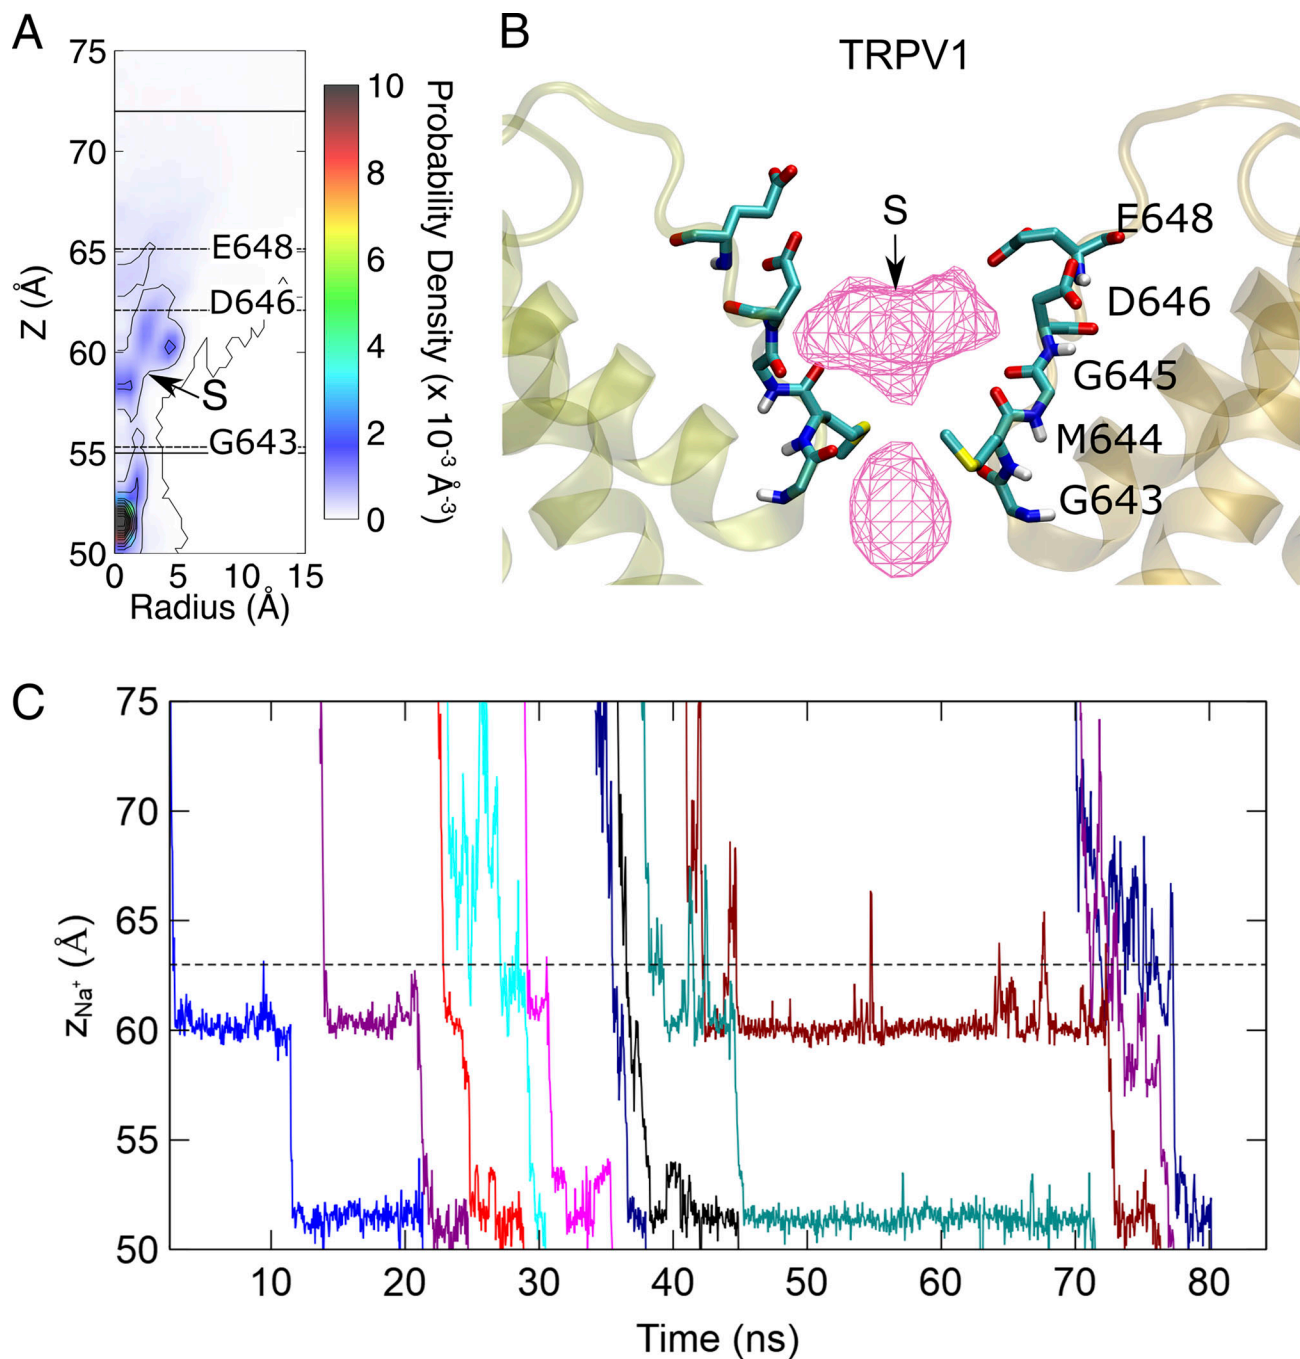 A
75
70
65
60
55
50
Z (Å)
E648
D646
S
G643
0
5
10
15
Radius (Å)
10
8
6
4
2
0
Probability Density (x 10⁻³ Å⁻³)
B
TRPV1
S
E648
D646
G645
M644
G643
C
75
70
65
60
55
50
z_Na⁺ (Å)
10
20
30
40
50
60
70
80
Time (ns)